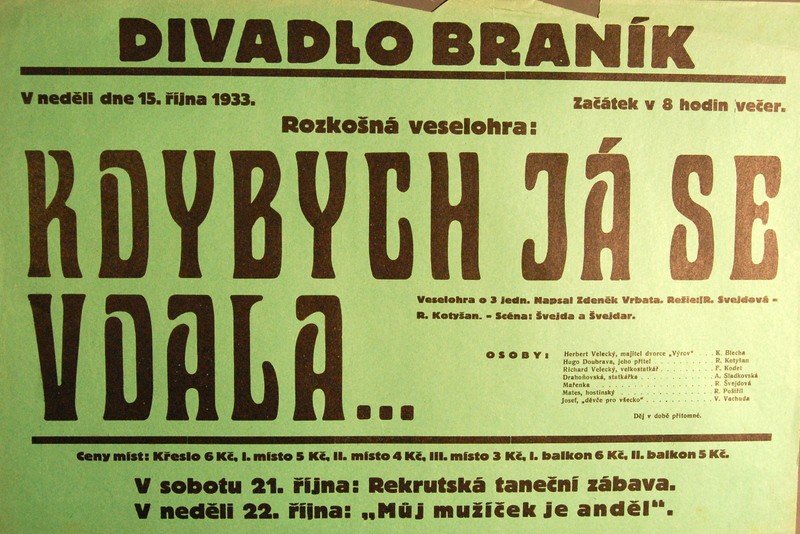 DIVADLO BRANÍK
V neděli dne 15. října 1933.
Začátek v 8 hodin večer.
Rozkošná veselohra:
KDYBYCH JÁ SE
VDALA...
Veselohra o 3 jedn. Napsal Zdeněk Vrbata. Režie:R. Svejdová -
R. Kotyšan. - Scéna: Švejda a Švejdar.
OSOBY:
Herbert Velecký, majitel dvorce „Výrov" . . K. Blecha
Hugo Doubrava, jeho přítel . . . . . . . . R. Kotyšan
Richard Velecký, velkostatkář . . . . . . . F. Kodet
Drahoňovská, statkářka . . . . . . . . . . A. Sladkovská
Mařenka . . . . . . . . . . . . . . . . . R. Švejdová
Mates, hostinský . . . . . . . . . . . . . R. Požířil
Josef, „děvče pro všecko" . . . . . . . . . V. Vachuda
Děj v době přítomné.
Ceny míst: Křeslo 6 Kč, I. místo 5 Kč, II. místo 4 Kč, III. místo 3 Kč, I. balkon 6 Kč, II. balkon 5 Kč.
V sobotu 21. října: Rekrutská taneční zábava.
V neděli 22. října: „Můj mužíček je anděl".